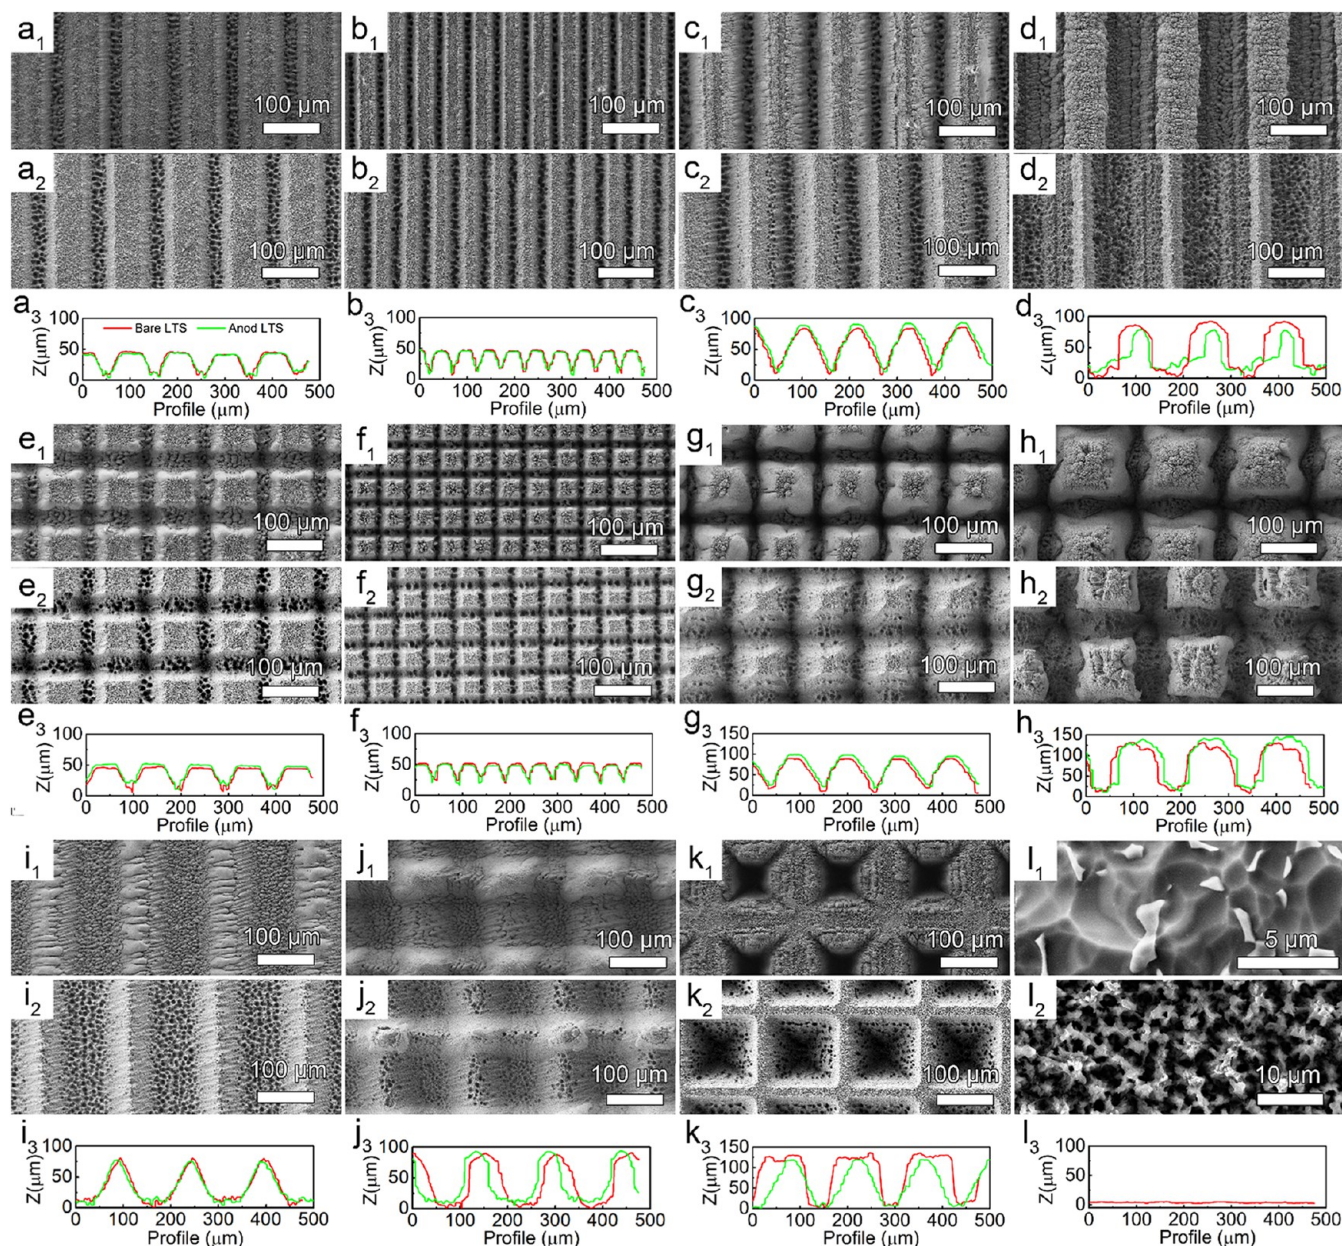 a1 100 µm b1 100 µm c1 100 µm d1 100 µm
a2 100 µm b2 100 µm c2 100 µm d2 100 µm
a3 b3 c3 d3
100 Bare LTS Anod LTS 100 100 100
Z(µm) 50 Z(µm) 50 Z(µm) 50 Z(µm) 50
0 0 0 0
0 100 200 300 400 500 0 100 200 300 400 500 0 100 200 300 400 500 0 100 200 300 400 500
Profile (µm) Profile (µm) Profile (µm) Profile (µm)
e1 100 µm f1 100 µm g1 100 µm h1 100 µm
e2 100 µm f2 100 µm g2 100 µm h2 100 µm
e3 f3 g3 h3
100 100 150 150
Z(µm) 50 Z(µm) 50 Z(µm) 100 50 Z(µm) 100 50
0 0 0 0
0 100 200 300 400 500 0 100 200 300 400 500 0 100 200 300 400 500 0 100 200 300 400 500
Profile (µm) Profile (µm) Profile (µm) Profile (µm)
i1 100 µm j1 100 µm k1 100 µm l1 5 µm
i2 100 µm j2 100 µm k2 100 µm l2 10 µm
i3 j3 k3 l3
100 100 150 100
Z(µm) 50 Z(µm) 50 Z(µm) 120 90 60 30 Z(µm) 50
0 0 0 0
0 100 200 300 400 500 0 100 200 300 400 500 0 100 200 300 400 500 0 100 200 300 400 500
Profile (µm) Profile (µm) Profile (µm) Profile (µm)